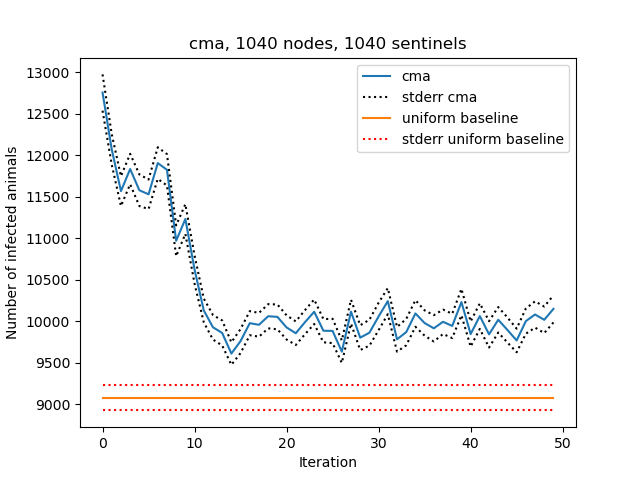 cma, 1040 nodes, 1040 sentinels
cma
stderr cma
uniform baseline
stderr uniform baseline
Number of infected animals
13000
12500
12000
11500
11000
10500
10000
9500
9000
0
10
20
30
40
50
Iteration